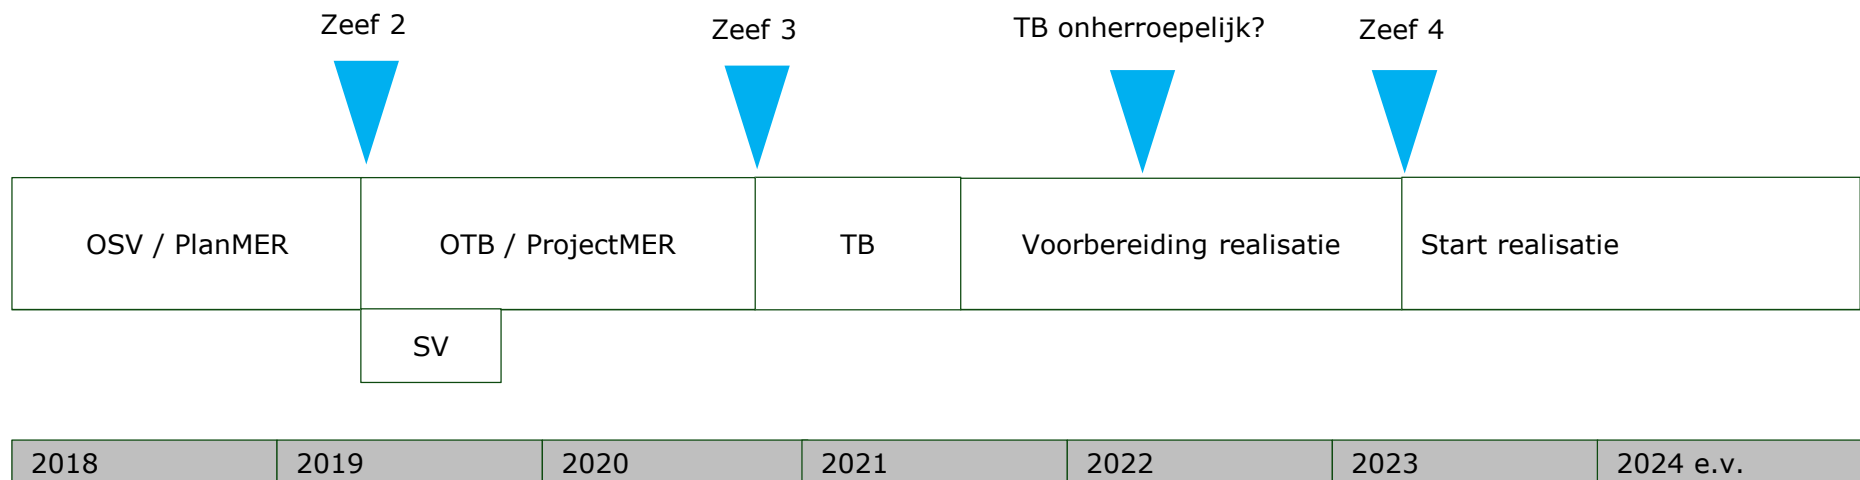 Zeef 2
Zeef 3
TB onherroepelijk?
Zeef 4
OSV / PlanMER
OTB / ProjectMER
TB
Voorbereiding realisatie
Start realisatie
SV
2018
2019
2020
2021
2022
2023
2024 e.v.